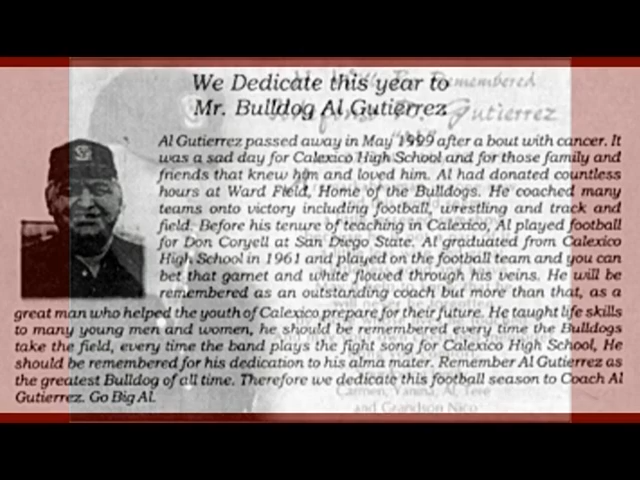 We Dedicate this year to
Mr. Bulldog Al Gutierrez
Remembered
Gutierrez
Al Gutierrez passed away in May 1999 after a bout with cancer. It
was a sad day for Calexico High School and for those family and
friends that knew him and loved him. Al had donated countless
hours at Ward Field, Home of the Bulldogs. He coached many
teams onto victory including football, wrestling and track and
field. Before his tenure of teaching in Calexico, Al played football
for Don Coryell at San Diego State. Al graduated from Calexico
High School in 1961 and played on the football team and you can
bet that garnet and white flowed through his veins. He will be
remembered as an outstanding coach but more than that, as a
great man who helped the youth of Calexico prepare for their future. He taught life skills
to many young men and women, he should be remembered every time the Bulldogs
take the field, every time the band plays the fight song for Calexico High School, He
should be remembered for his dedication to his alma mater. Remember Al Gutierrez as
the greatest Bulldog of all time. Therefore we dedicate this football season to Coach Al
Gutierrez. Go Big Al.
Carmen, Al,
and Grandson Nico